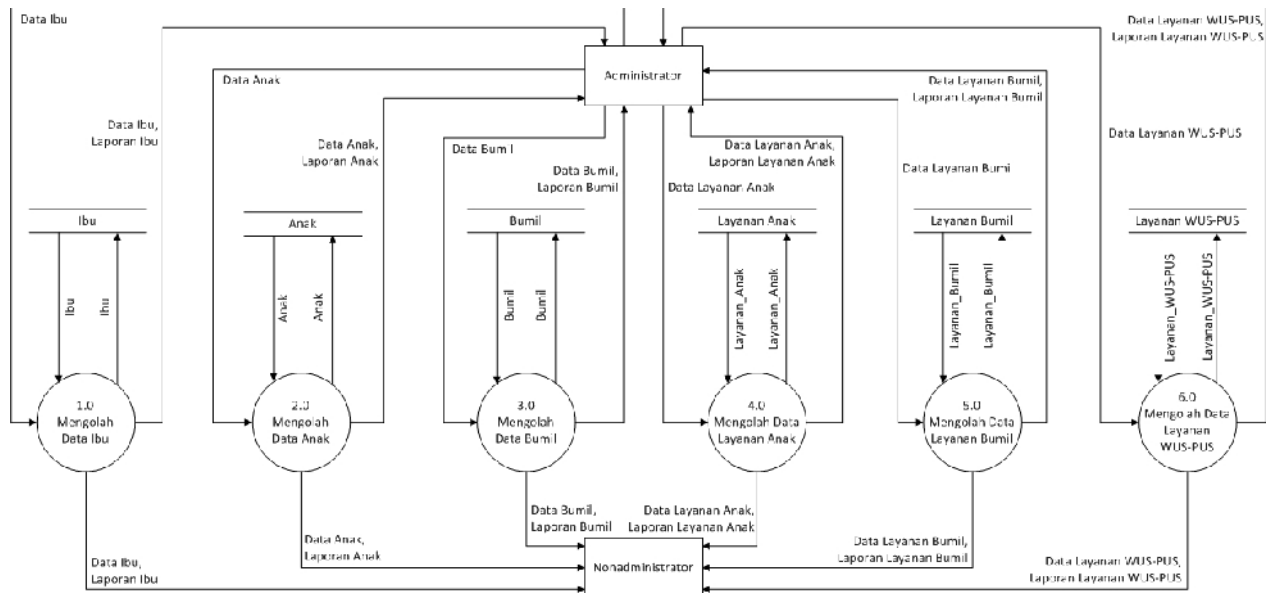 Data Ibu
Data Layanan WUS-PUS,
Laporan Layanan WUS-PUS
Administrator
Data Anak
Data Layanan Bumil,
Laporan Layanan Bumil
Data Ibu,
Laporan Ibu
Data Anak,
Laporan Anak
Data Bumil
Data Bumil,
Laporan Bumil
Data Layanan Anak,
Laporan Layanan Anak
Data Layanan WUS-PUS
Data Layanan Anak
Data Layanan Bumi
Ibu
Anak
Bumil
Layanan Anak
Layanan Bumil
Layanan WUS-PUS
Ibu
Ibu
Anak
Anak
Bumil
Bumil
Layanan_Anak
Layanan_Anak
Layanan_Bumil
Layanan_Bumil
Layanan_WUS-PUS
Layanan_WUS-PUS
1.0
Mengolah
Data Ibu
2.0
Mengolah
Data Anak
3.0
Mengolah
Data Bumil
4.0
Mengolah Data
Layanan Anak
5.0
Mengolah Data
Layanan Bumil
6.0
Mengolah Data
Layanan
WUS-PUS
Data Ibu,
Laporan Ibu
Data Anak,
Laporan Anak
Data Bumil,
Laporan Bumil
Data Layanan Anak,
Laporan Layanan Anak
Data Layanan Bumil,
Laporan Layanan Bumil
Data Layanan WUS-PUS,
Laporan Layanan WUS-PUS
Nonadministrator